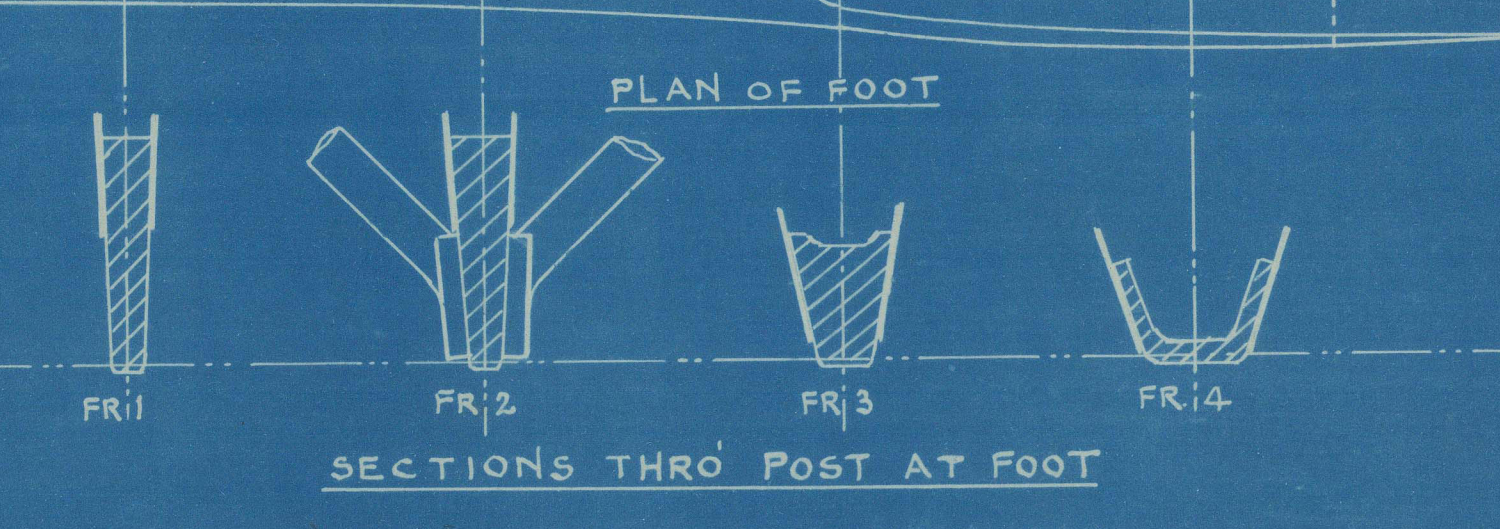 PLAN OF FOOT
FR 1
FR 2
FR 3
FR. 4
SECTIONS THRO' POST AT FOOT